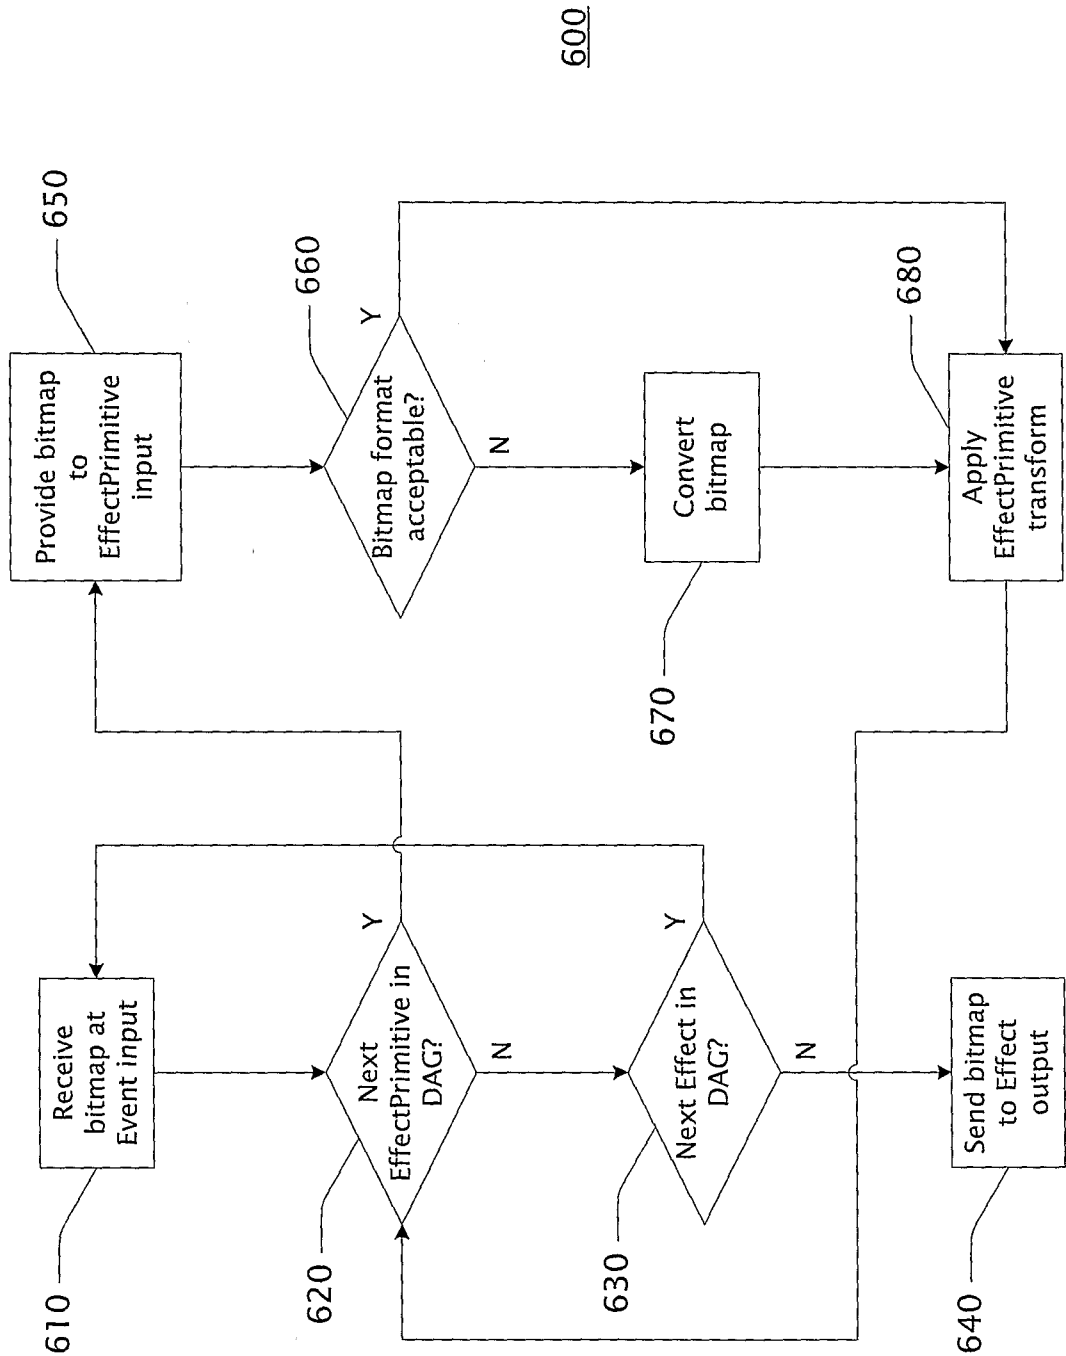 610
Receive
bitmap at
Event input
620
Next
EffectPrimitive in
DAG?
Y
N
630
Next Effect in
DAG?
Y
N
640
Send bitmap
to Effect
output
650
Provide bitmap
to
EffectPrimitive
input
660
Bitmap format
acceptable?
Y
N
670
Convert
bitmap
680
Apply
EffectPrimitive
transform
600